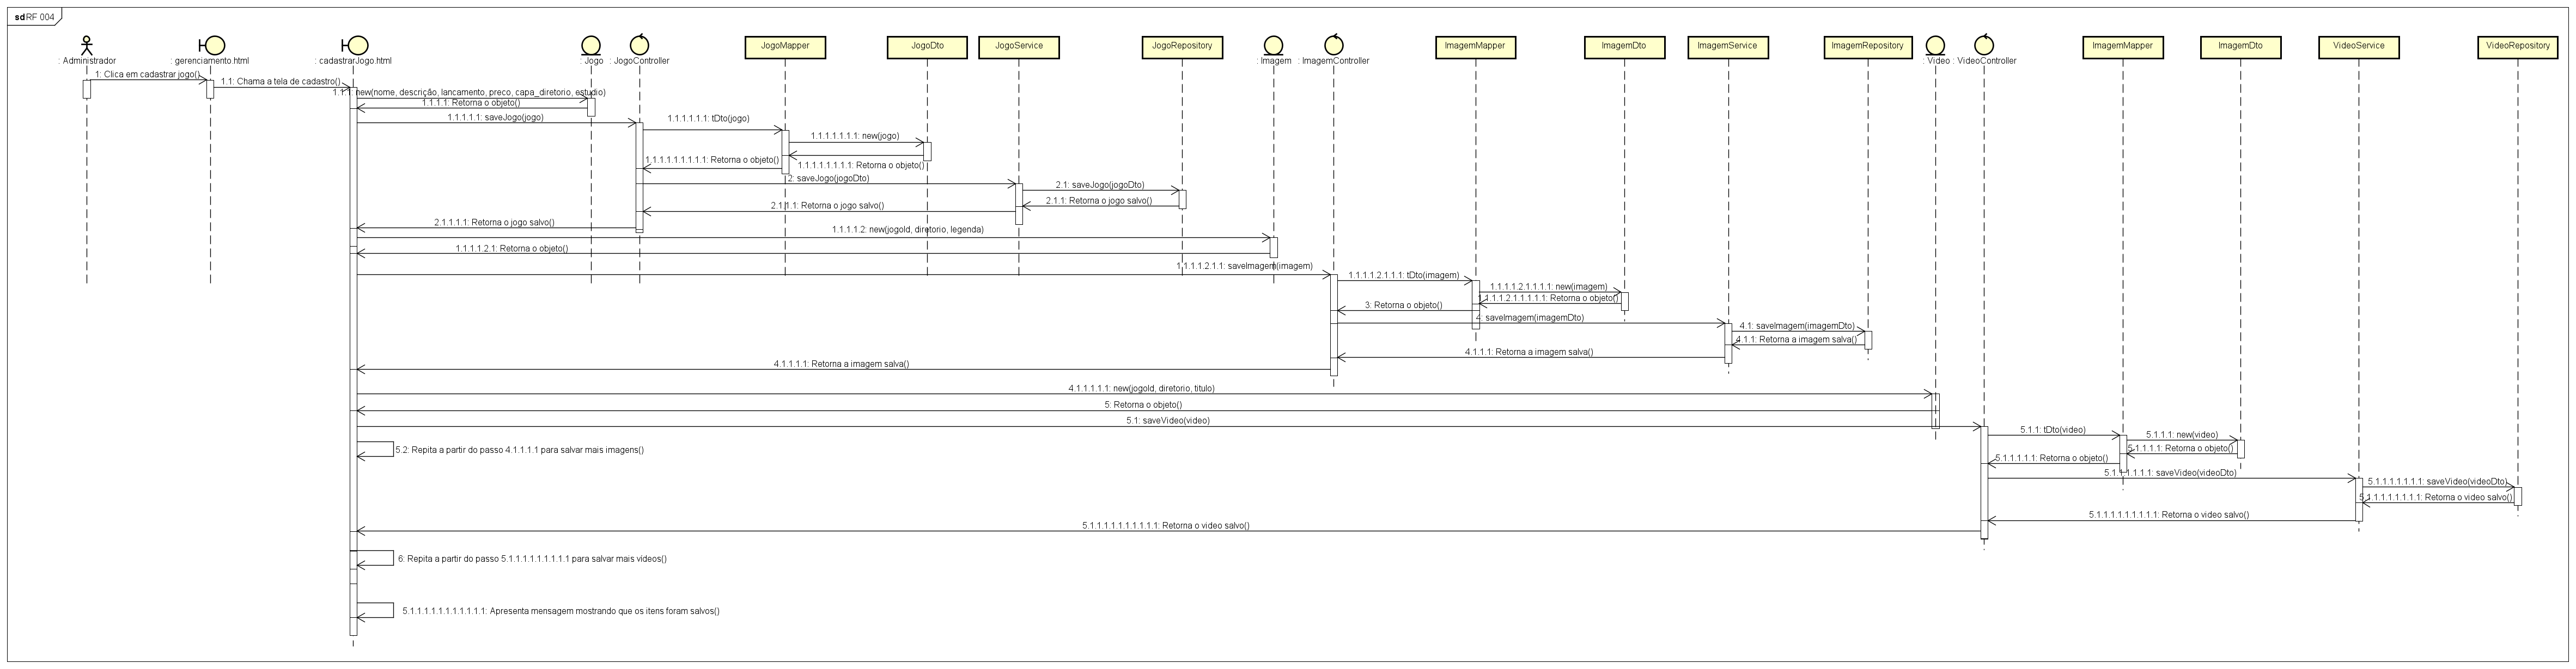 sd RF 004
: Administrador
: gerenciamento.html
: cadastrarJogo.html
: Jogo
: JogoController
JogoMapper
JogoDto
JogoService
JogoRepository
: Imagem
: ImagemController
ImagemMapper
ImagemDto
ImagemService
ImagemRepository
: Video
: VideoController
ImagemMapper
ImagemDto
VideoService
VideoRepository
1: Clica em cadastrar jogo()
1.1: Chama a tela de cadastro()
1.1.1: new(nome, descrição, lancamento, preco, capa_diretorio, estudio)
1.1.1.1: Retorna o objeto()
1.1.1.1.1: saveJogo(jogo)
1.1.1.1.1.1: tDto(jogo)
1.1.1.1.1.1.1: new(jogo)
1.1.1.1.1.1.1.1: Retorna o objeto()
1.1.1.1.1.1.1.1.1: Retorna o objeto()
2: saveJogo(jogoDto)
2.1: saveJogo(jogoDto)
2.1.1: Retorna o jogo salvo()
2.1.1.1: Retorna o jogo salvo()
2.1.1.1.1: Retorna o jogo salvo()
1.1.1.1.2: new(jogoId, diretorio, legenda)
1.1.1.1.2.1: Retorna o objeto()
1.1.1.1.2.1.1: saveImagem(imagem)
1.1.1.1.2.1.1.1: tDto(imagem)
1.1.1.1.2.1.1.1.1: new(imagem)
1.1.1.1.2.1.1.1.1.1: Retorna o objeto()
3: Retorna o objeto()
4: saveImagem(imagemDto)
4.1: saveImagem(imagemDto)
4.1.1: Retorna a imagem salva()
4.1.1.1: Retorna a imagem salva()
4.1.1.1.1: Retorna a imagem salva()
4.1.1.1.1.1: new(jogoId, diretorio, titulo)
5: Retorna o objeto()
5.1: saveVideo(video)
5.1.1: tDto(video)
5.1.1.1: new(video)
5.1.1.1.1: Retorna o objeto()
5.2: Repita a partir do passo 4.1.1.1.1 para salvar mais imagens()
5.1.1.1.1.1: Retorna o objeto()
5.1.1.1.1.1.1: saveVideo(videoDto)
5.1.1.1.1.1.1.1: saveVideo(videoDto)
5.1.1.1.1.1.1.1.1: Retorna o video salvo()
5.1.1.1.1.1.1.1.1.1: Retorna o video salvo()
5.1.1.1.1.1.1.1.1.1.1: Retorna o video salvo()
6: Repita a partir do passo 5.1.1.1.1.1.1.1.1.1.1 para salvar mais vídeos()
5.1.1.1.1.1.1.1.1.1.1.1: Apresenta mensagem mostrando que os itens foram salvos()